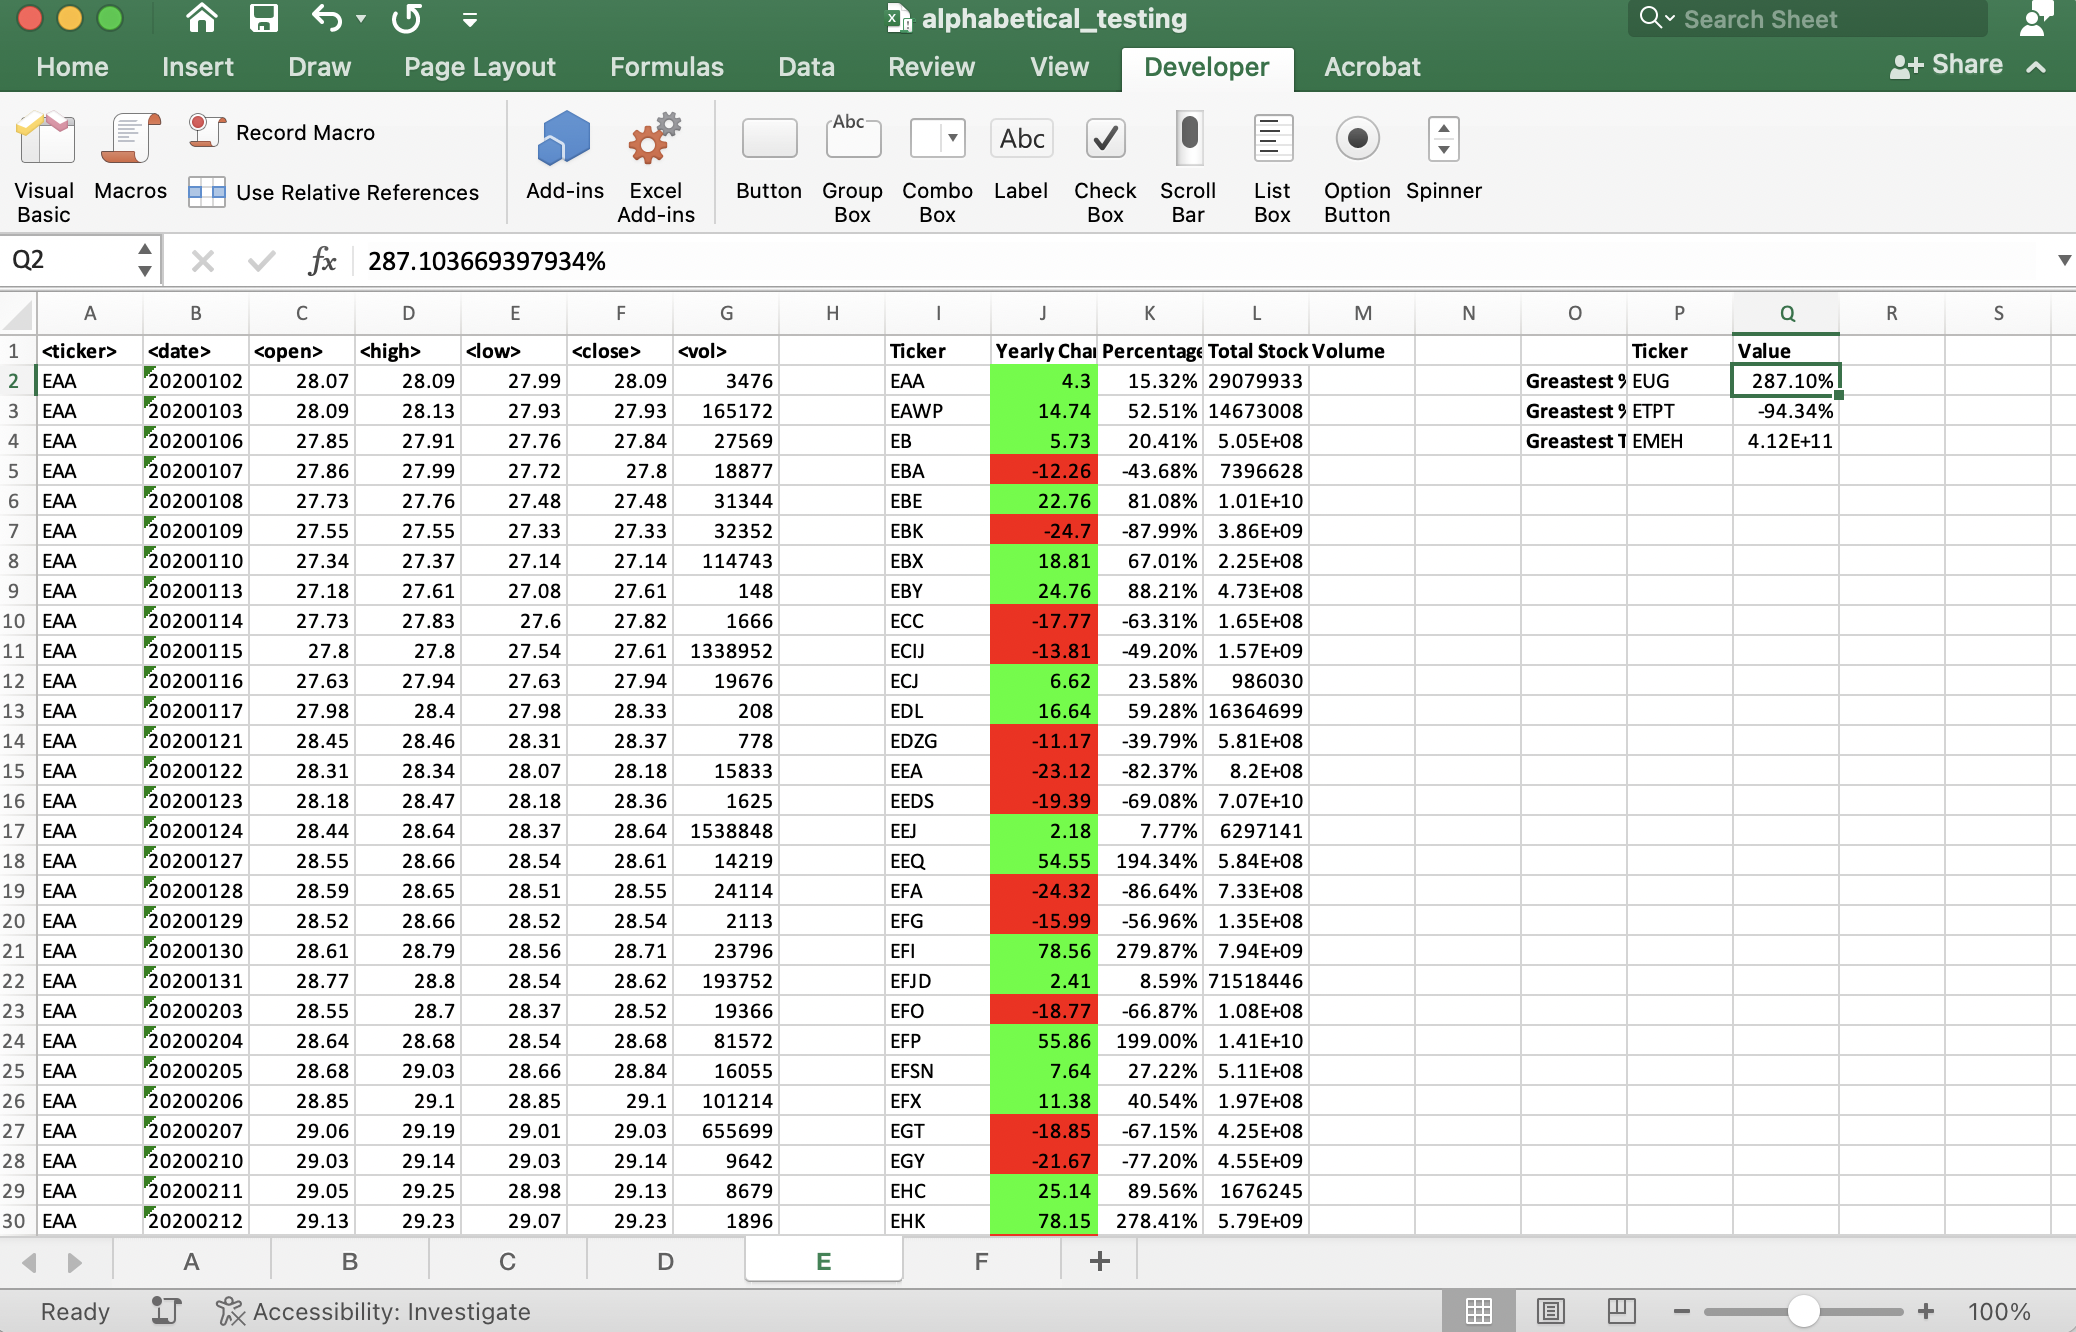 alphabetical_testing
Search Sheet
Home Insert Draw Page Layout Formulas Data Review View Developer Acrobat Share
Visual Basic Macros Record Macro Use Relative References Add-ins Excel Add-ins Button Abc Group Box Combo Box Abc Label Check Box Scroll Bar List Box Option Button Spinner
Q2 fx 287.103669397934%
A B C D E F G H I J K L M N O P Q R S
1 <ticker> <date> <open> <high> <low> <close> <vol> Ticker Yearly Chan Percentage Total Stock Volume Ticker Value
2 EAA 20200102 28.07 28.09 27.99 28.09 3476 EAA 4.3 15.32% 29079933 Greastest % EUG 287.10%
3 EAA 20200103 28.09 28.13 27.93 27.93 165172 EAWP 14.74 52.51% 14673008 Greastest % ETPT -94.34%
4 EAA 20200106 27.85 27.91 27.76 27.84 27569 EB 5.73 20.41% 5.05E+08 Greastest T EMEH 4.12E+11
5 EAA 20200107 27.86 27.99 27.72 27.8 18877 EBA -12.26 -43.68% 7396628
6 EAA 20200108 27.73 27.76 27.48 27.48 31344 EBE 22.76 81.08% 1.01E+10
7 EAA 20200109 27.55 27.55 27.33 27.33 32352 EBK -24.7 -87.99% 3.86E+09
8 EAA 20200110 27.34 27.37 27.14 27.14 114743 EBX 18.81 67.01% 2.25E+08
9 EAA 20200113 27.18 27.61 27.08 27.61 148 EBY 24.76 88.21% 4.73E+08
10 EAA 20200114 27.73 27.83 27.6 27.82 1666 ECC -17.77 -63.31% 1.65E+08
11 EAA 20200115 27.8 27.8 27.54 27.61 1338952 ECIJ -13.81 -49.20% 1.57E+09
12 EAA 20200116 27.63 27.94 27.63 27.94 19676 ECJ 6.62 23.58% 986030
13 EAA 20200117 27.98 28.4 27.98 28.33 208 EDL 16.64 59.28% 16364699
14 EAA 20200121 28.45 28.46 28.31 28.37 778 EDZG -11.17 -39.79% 5.81E+08
15 EAA 20200122 28.31 28.34 28.07 28.18 15833 EEA -23.12 -82.37% 8.2E+08
16 EAA 20200123 28.18 28.47 28.18 28.36 1625 EEDS -19.39 -69.08% 7.07E+10
17 EAA 20200124 28.44 28.64 28.37 28.64 1538848 EEJ 2.18 7.77% 6297141
18 EAA 20200127 28.55 28.66 28.54 28.61 14219 EEQ 54.55 194.34% 5.84E+08
19 EAA 20200128 28.59 28.65 28.51 28.55 24114 EFA -24.32 -86.64% 7.33E+08
20 EAA 20200129 28.52 28.66 28.52 28.54 2113 EFG -15.99 -56.96% 1.35E+08
21 EAA 20200130 28.61 28.79 28.56 28.71 23796 EFI 78.56 279.87% 7.94E+09
22 EAA 20200131 28.77 28.8 28.54 28.62 193752 EFJD 2.41 8.59% 71518446
23 EAA 20200203 28.55 28.7 28.37 28.52 19366 EFO -18.77 -66.87% 1.08E+08
24 EAA 20200204 28.64 28.68 28.54 28.68 81572 EFP 55.86 199.00% 1.41E+10
25 EAA 20200205 28.68 29.03 28.66 28.84 16055 EFSN 7.64 27.22% 5.11E+08
26 EAA 20200206 28.85 29.1 28.85 29.1 101214 EFX 11.38 40.54% 1.97E+08
27 EAA 20200207 29.06 29.19 29.01 29.03 655699 EGT -18.85 -67.15% 4.25E+08
28 EAA 20200210 29.03 29.14 29.03 29.14 9642 EGY -21.67 -77.20% 4.55E+09
29 EAA 20200211 29.05 29.25 28.98 29.13 8679 EHC 25.14 89.56% 1676245
30 EAA 20200212 29.13 29.23 29.07 29.23 1896 EHK 78.15 278.41% 5.79E+09
A B C D E F +
Ready Accessibility: Investigate 100%